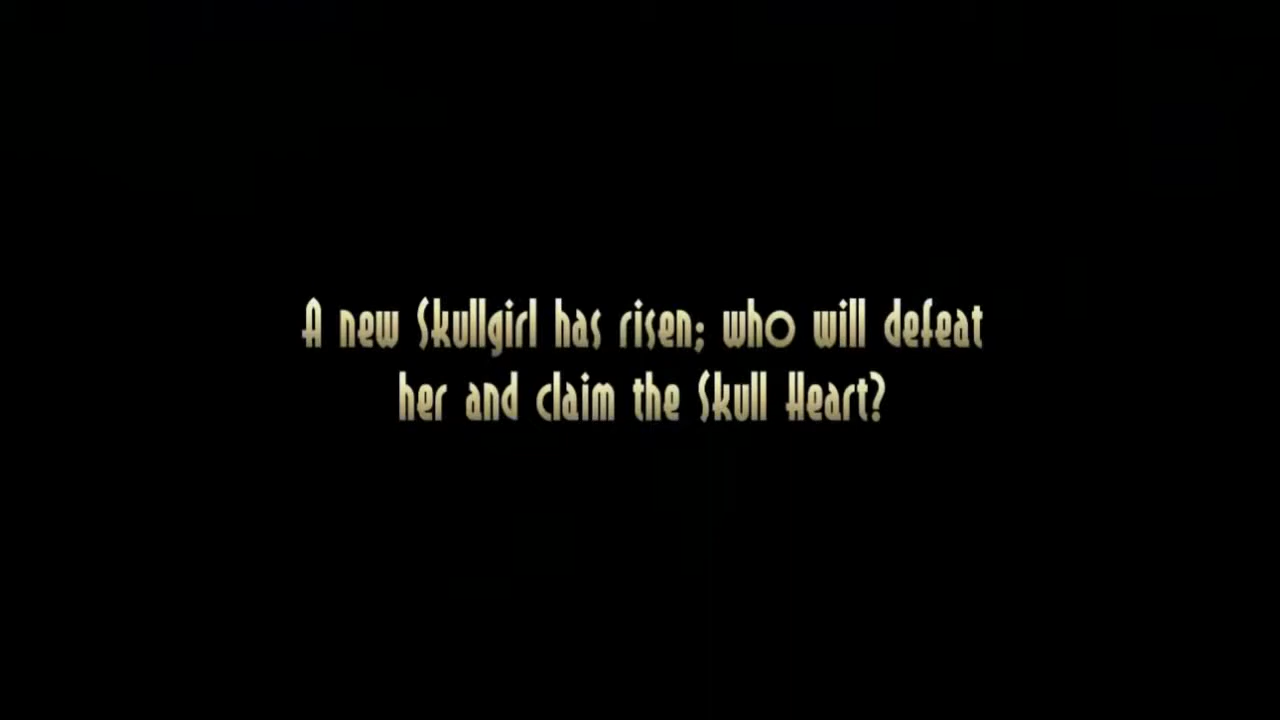 A new Skullgirl has risen; who will defeat
her and claim the Skull Heart?